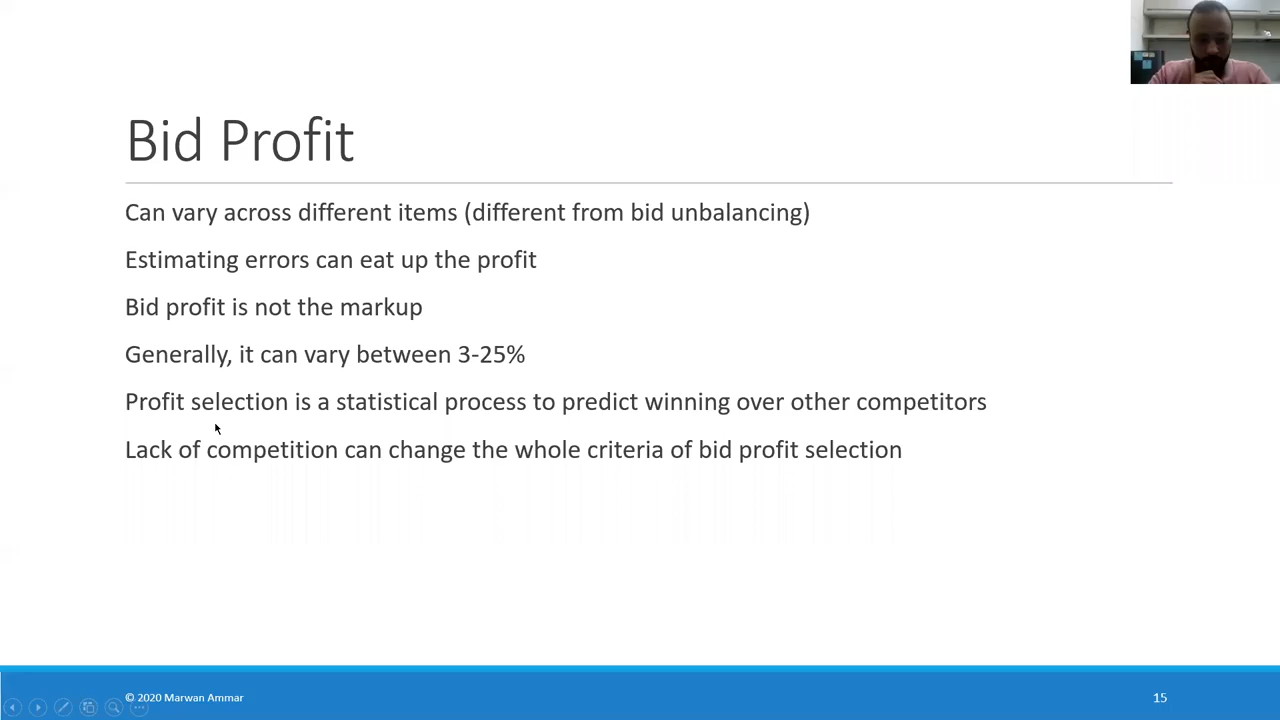 Bid Profit
Can vary across different items (different from bid unbalancing)
Estimating errors can eat up the profit
Bid profit is not the markup
Generally, it can vary between 3-25%
Profit selection is a statistical process to predict winning over other competitors
Lack of competition can change the whole criteria of bid profit selection
© 2020 Marwan Ammar
15